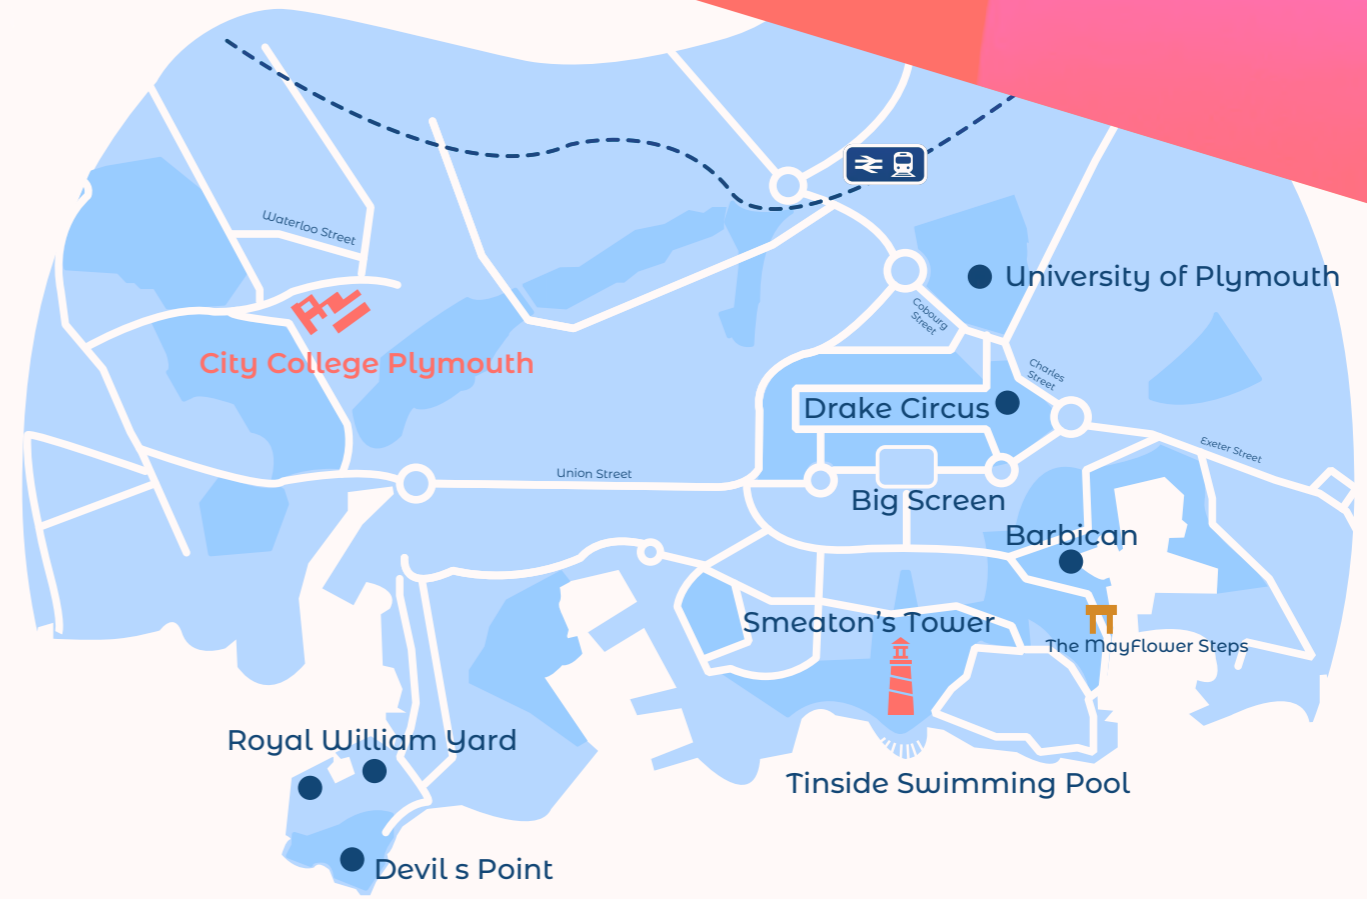 Waterloo Street
University of Plymouth
Cobourg
Street
City College Plymouth
Charles
Street
Drake Circus
Exeter Street
Union Street
Big Screen
Barbican
Smeaton’s Tower
The MayFlower Steps
Royal William Yard
Tinside Swimming Pool
Devil s Point